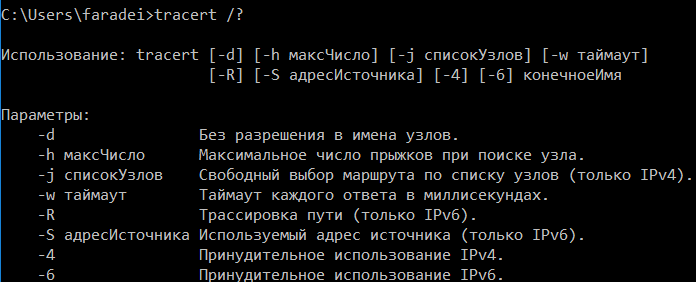 C:\Users\faradei>tracert /?
Использование: tracert [-d] [-h максЧисло] [-j списокУзлов] [-w таймаут]
[-R] [-S адресИсточника] [-4] [-6] конечноеИмя
Параметры:
-d Без разрешения в имена узлов.
-h максЧисло Максимальное число прыжков при поиске узла.
-j списокУзлов Свободный выбор маршрута по списку узлов (только IPv4).
-w таймаут Таймаут каждого ответа в миллисекундах.
-R Трассировка пути (только IPv6).
-S адресИсточника Используемый адрес источника (только IPv6).
-4 Принудительное использование IPv4.
-6 Принудительное использование IPv6.